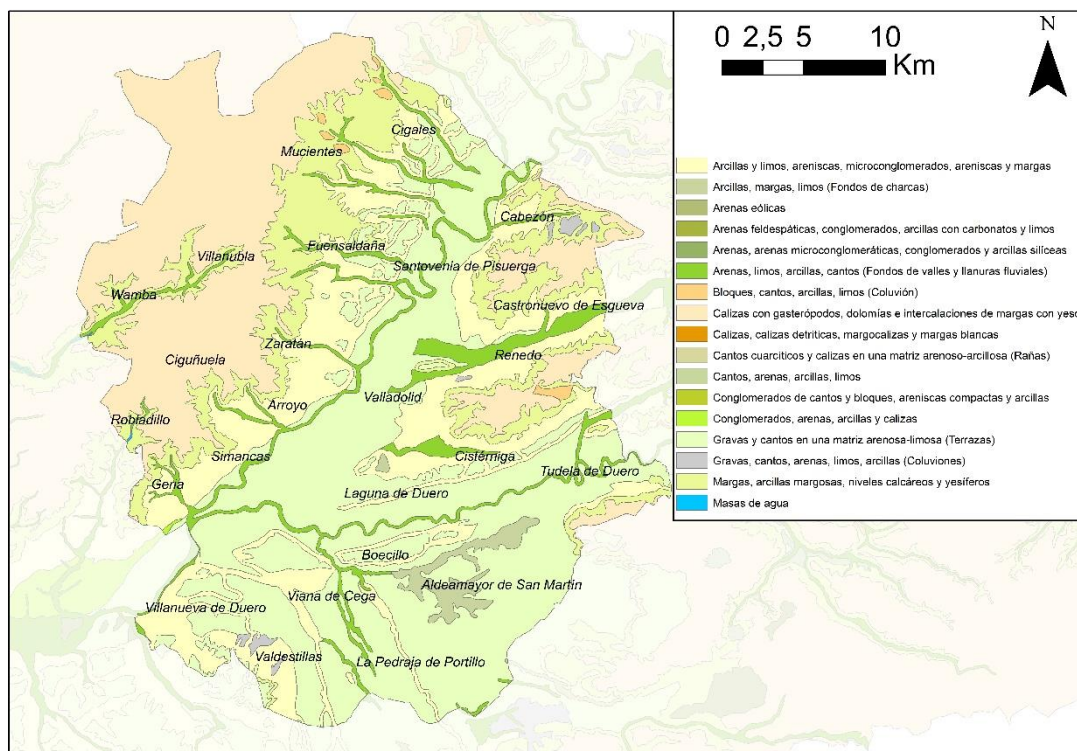 0 2,5 5 10
Km
N
Arcillas y limos, areniscas, microconglomerados, areniscas y margas
Arcillas, margas, limos (Fondos de charcas)
Arenas eólicas
Arenas feldespáticas, conglomerados, arcillas con carbonatos y limos
Arenas, arenas microconglomeráticas, conglomerados y arcillas silíceas
Arenas, limos, arcillas, cantos (Fondos de valles y llanuras fluviales)
Bloques, cantos, arcillas, limos (Coluvión)
Calizas con gasterópodos, dolomías e intercalaciones de margas con yeso
Calizas, calizas detríticas, margocalizas y margas blancas
Cantos cuarcíticos y calizas en una matriz arenoso-arcillosa (Rañas)
Cantos, arenas, arcillas, limos
Conglomerados de cantos y bloques, areniscas compactas y arcillas
Conglomerados, arenas, arcillas y calizas
Gravas y cantos en una matriz arenosa-limosa (Terrazas)
Gravas, cantos, arenas, limos, arcillas (Coluviones)
Margas, arcillas margosas, niveles calcáreos y yesíferos
Masas de agua
Cigales
Mucientes
Cabezón
Fuensaldaña
Villanubla
Santovenia de Pisuerga
Wamba
Castronuevo de Esgueva
Zaratán
Renedo
Ciguñuela
Valladolid
Arroyo
Robladillo
Simancas
Cistérniga
Tudela de Duero
Geria
Laguna de Duero
Boecillo
Aldeamayor de San Martín
Viana de Cega
Villanueva de Duero
Valdestillas
La Pedraja de Portillo